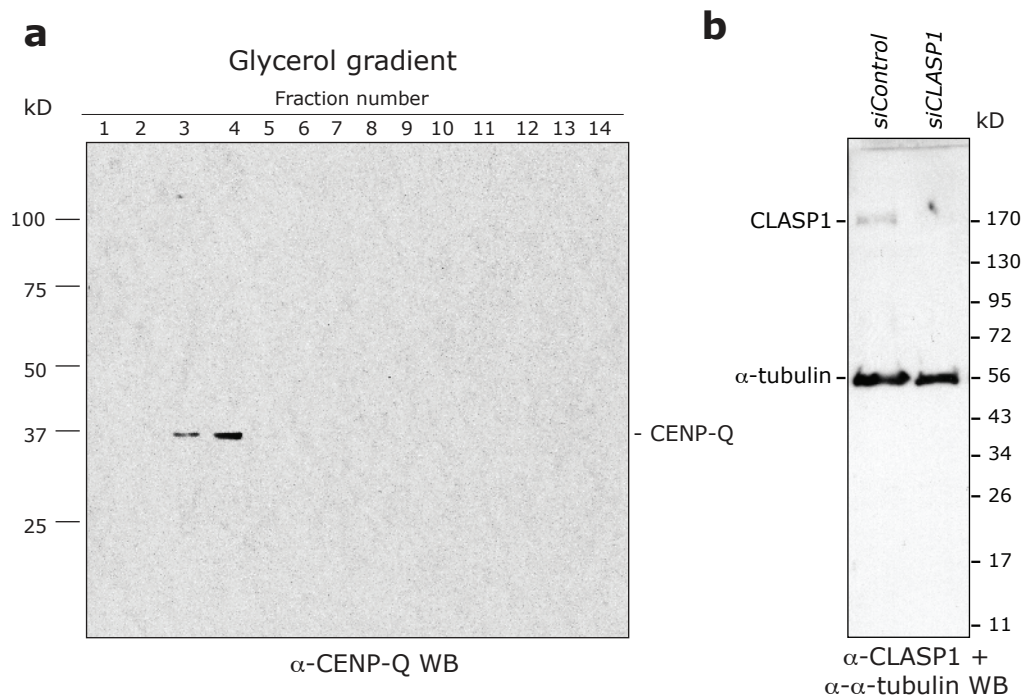 a
Glycerol gradient
Fraction number
kD
1 2 3 4 5 6 7 8 9 10 11 12 13 14
100
75
50
37
25
- CENP-Q
α-CENP-Q WB
b
siControl
siCLASP1
kD
CLASP1 -
α-tubulin -
170
130
95
72
56
43
34
26
17
11
α-CLASP1 +
α-α-tubulin WB